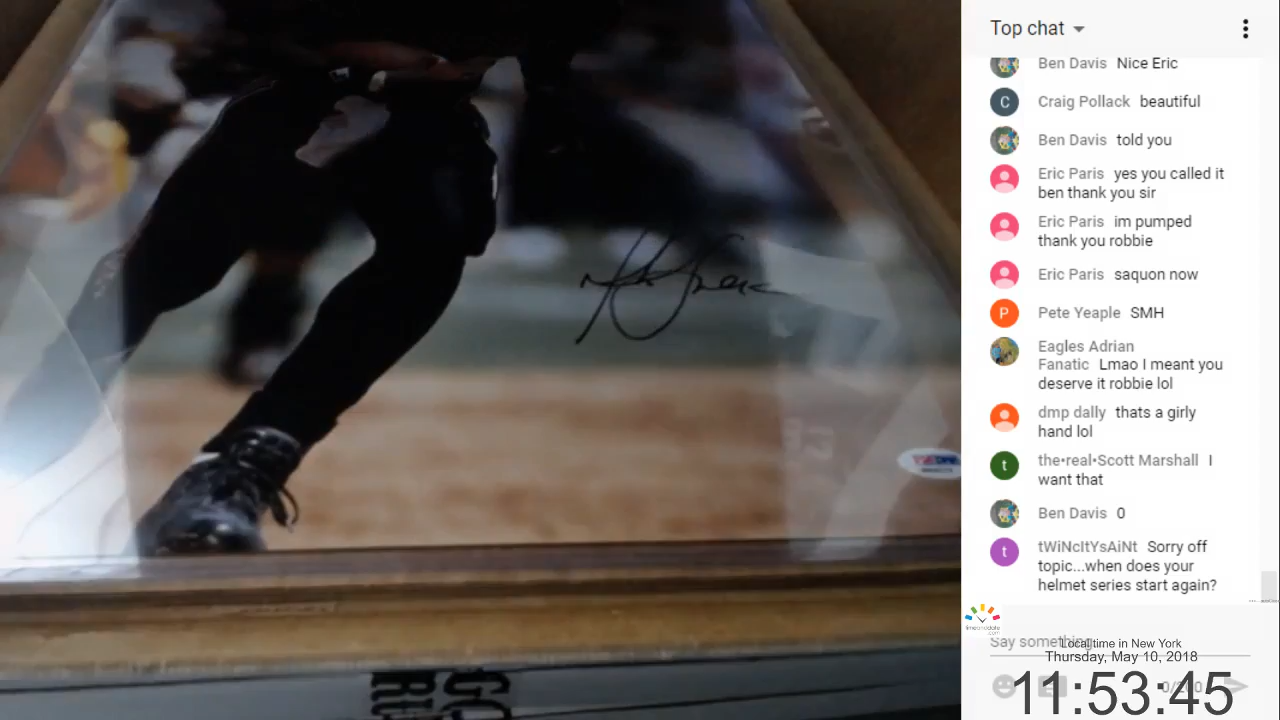 Top chat
Ben Davis Nice Eric
Craig Pollack beautiful
Ben Davis told you
Eric Paris yes you called it
ben thank you sir
Eric Paris im pumped
thank you robbie
Eric Paris saquon now
Pete Yeaple SMH
Eagles Adrian
Fanatic Lmao I meant you
deserve it robbie lol
dmp dally thats a girly
hand lol
the•real•Scott Marshall I
want that
Ben Davis 0
tWiNcItYsAiNt Sorry off
topic...when does your
helmet series start again?
Say something...
Local time in New York
Thursday, May 10, 2018
11:53:45